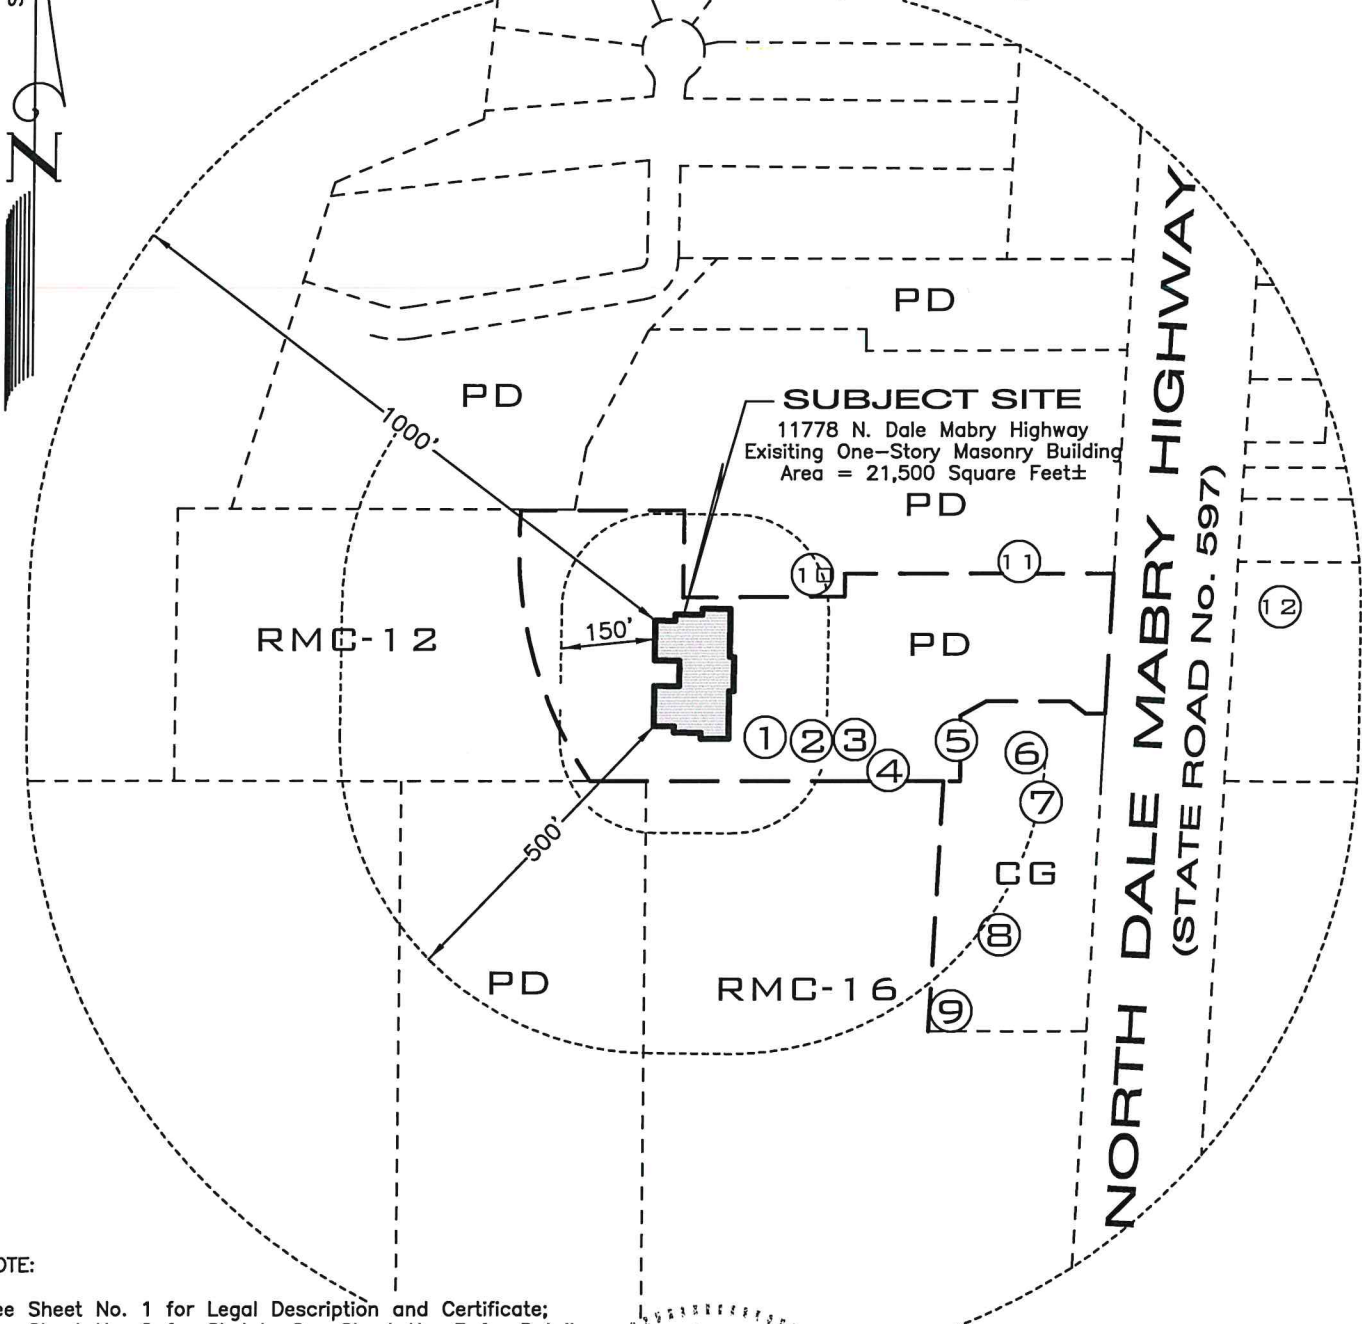 N
PD
SUBJECT SITE
11778 N. Dale Mabry Highway
Exisiting One-Story Masonry Building
Area = 21,500 Square Feet±
PD
1000'
PD
11
12
RMC-12
150'
PD
1
2
3
4
5
6
7
500'
CG
8
PD
RMC-16
9
NORTH DALE MABRY HIGHWAY
(STATE ROAD No. 597)
Sheet No. 1 for Legal Description and Certificate;